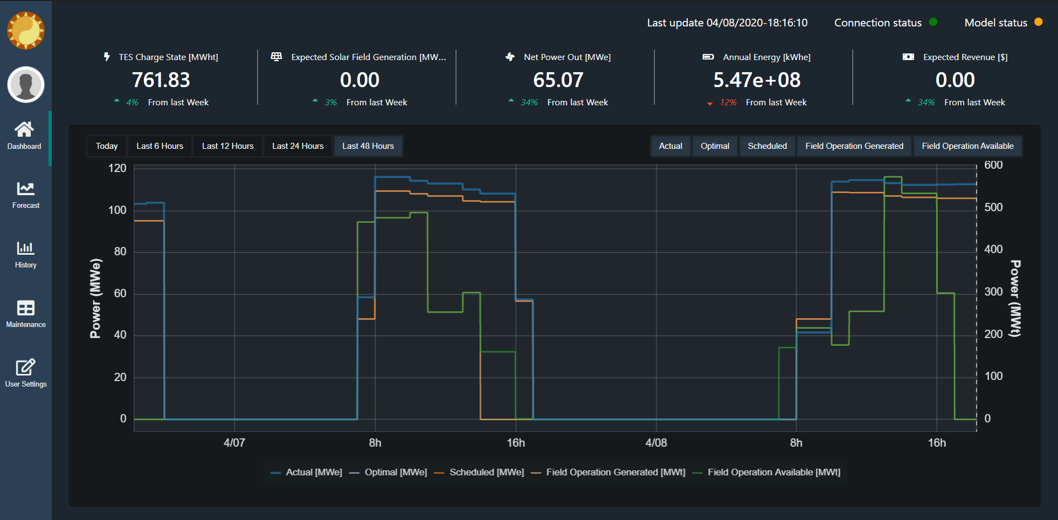 Last update 04/08/2020-18:16:10 Connection status Model status
TES Charge State [MWht] Expected Solar Field Generation [MW... Net Power Out [MWe] Annual Energy [kWhe] Expected Revenue [$]
761.83 0.00 65.07 5.47e+08 0.00
4% From last Week 3% From last Week 34% From last Week 12% From last Week 34% From last Week
Dashboard
Forecast
History
Maintenance
User Settings
Today Last 6 Hours Last 12 Hours Last 24 Hours Last 48 Hours Actual Optimal Scheduled Field Operation Generated Field Operation Available
Power (MWe)
120
100
80
60
40
20
0
600
500
400
300
200
100
0
Power (MWt)
4/07 8h 16h 4/08 8h 16h
Actual [MWe] Optimal [MWe] Scheduled [MWe] Field Operation Generated [MWt] Field Operation Available [MWt]